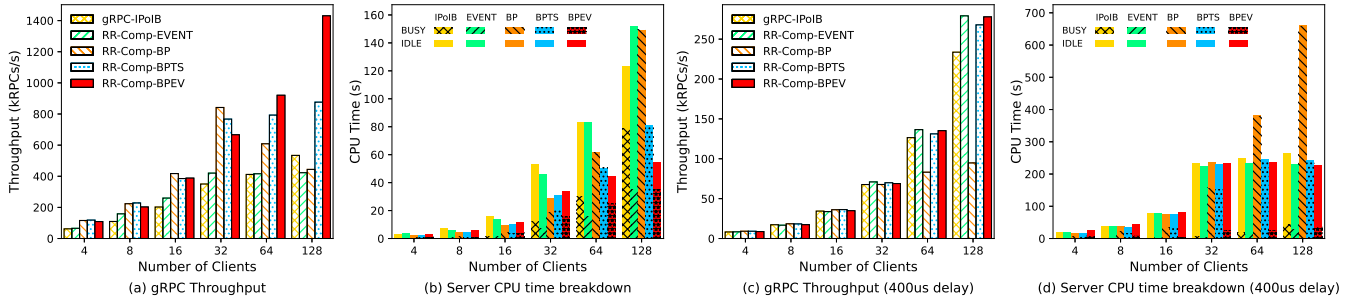 gRPC-IPoIB
RR-Comp-EVENT
RR-Comp-BP
RR-Comp-BPTS
RR-Comp-BPEV
Throughput (kRPCs/s)
1400
1200
1000
800
600
400
200
0
4 8 16 32 64 128
Number of Clients
(a) gRPC Throughput
IPoIB EVENT BP BPTS BPEV
BUSY
IDLE
CPU Time (s)
160
140
120
100
80
60
40
20
0
4 8 16 32 64 128
Number of Clients
(b) Server CPU time breakdown
gRPC-IPoIB
RR-Comp-EVENT
RR-Comp-BP
RR-Comp-BPTS
RR-Comp-BPEV
Throughput (kRPCs/s)
250
200
150
100
50
0
4 8 16 32 64 128
Number of Clients
(c) gRPC Throughput (400us delay)
IPoIB EVENT BP BPTS BPEV
BUSY
IDLE
CPU Time (s)
700
600
500
400
300
200
100
0
4 8 16 32 64 128
Number of Clients
(d) Server CPU time breakdown (400us delay)